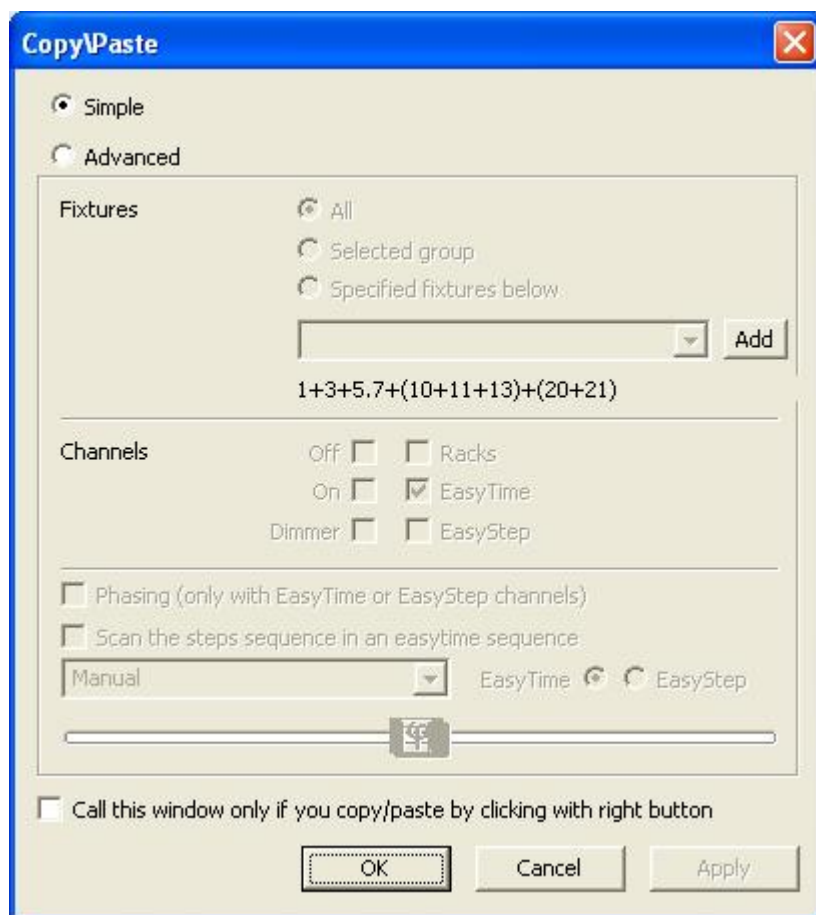 Copy\Paste
Simple
Advanced
Fixtures All
Selected group
Specified fixtures below
Add
1+3+5.7+(10+11+13)+(20+21)
Channels Off Racks
On EasyTime
Dimmer EasyStep
Phasing (only with EasyTime or EasyStep channels)
Scan the steps sequence in an easytime sequence
Manual EasyTime EasyStep
Call this window only if you copy/paste by clicking with right button
OK Cancel Apply